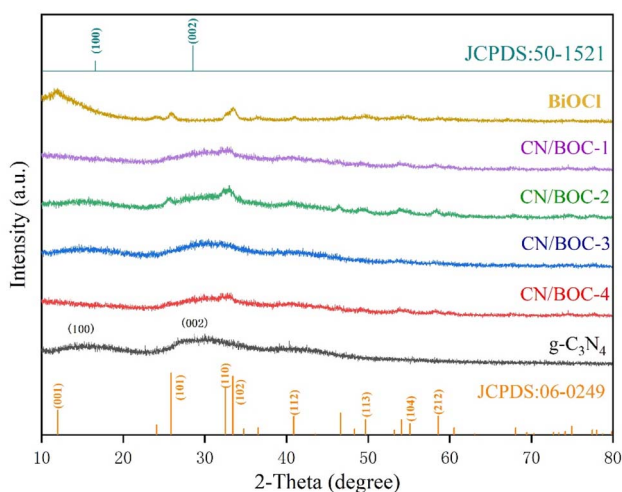 (100)
(002)
JCPDS:50-1521
BiOCl
CN/BOC-1
CN/BOC-2
CN/BOC-3
CN/BOC-4
(100)
(002)
g-C₃N₄
JCPDS:06-0249
(001)
(101)
(110)
(102)
(112)
(113)
(104)
(212)
10 20 30 40 50 60 70 80
2-Theta (degree)
Intensity (a.u.)